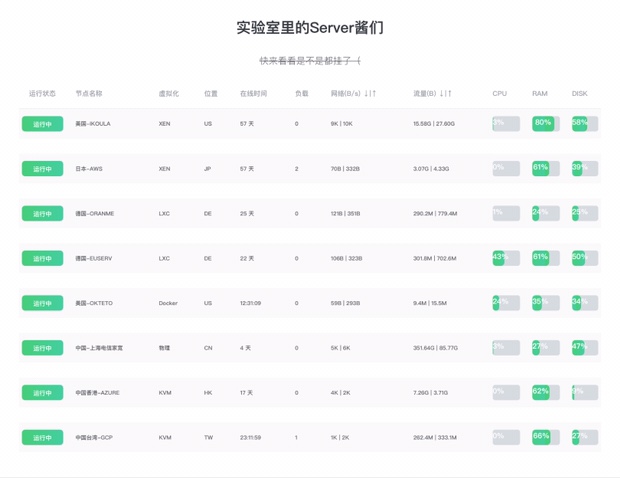 实验室里的Server酱们
快来看看是不是都挂了（
运行状态 节点名称 虚拟化 位置 在线时间 负载 网络(B/s) ↓|↑ 流量(B) ↓|↑ CPU RAM DISK
运行中 美国-IKOULA XEN US 57 天 0 9K | 10K 15.58G | 27.60G 3% 80% 58%
运行中 日本-AWS XEN JP 57 天 2 70B | 332B 3.07G | 4.33G 0% 61% 39%
运行中 德国-ORANME LXC DE 25 天 0 121B | 351B 290.2M | 779.4M 1% 24% 25%
运行中 德国-EUSERV LXC DE 22 天 0 106B | 323B 301.8M | 702.6M 43% 61% 50%
运行中 美国-OKTETO Docker US 12:31:09 0 59B | 293B 9.4M | 15.5M 24% 35% 34%
运行中 中国-上海电信家宽 物理 CN 4 天 0 5K | 6K 351.64G | 85.77G 3% 27% 47%
运行中 中国香港-AZURE KVM HK 17 天 0 4K | 2K 7.26G | 3.71G 0% 62%
运行中 中国台湾-GCP KVM TW 23:11:59 1 1K | 2K 262.4M | 333.1M 0% 66% 27%